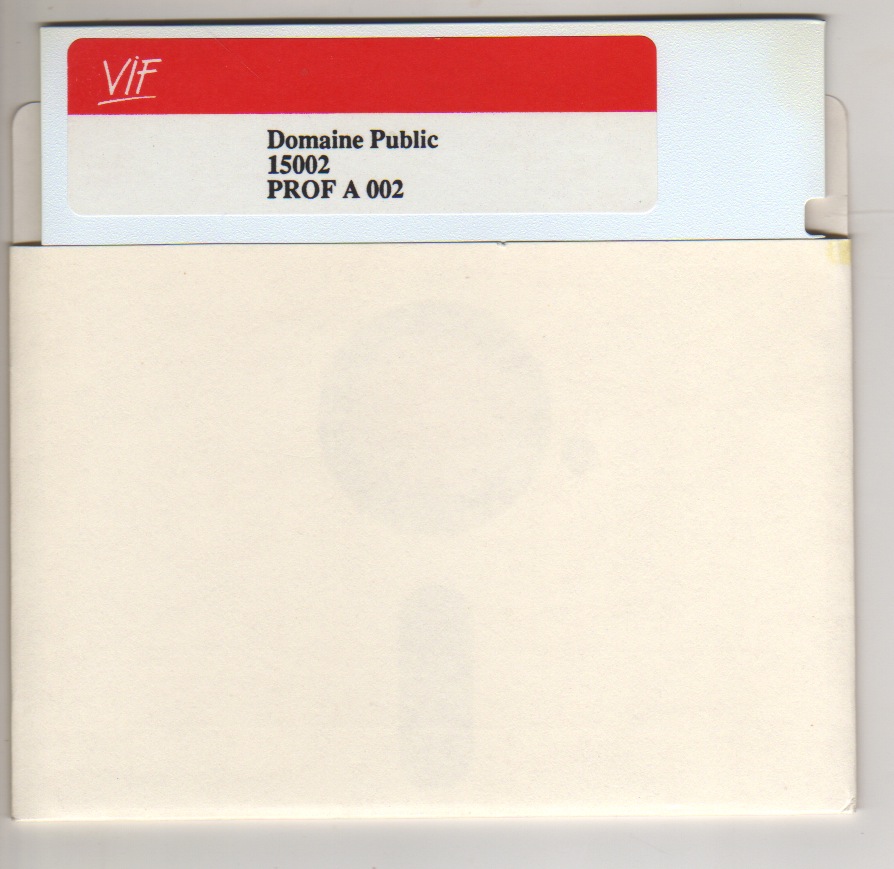 ViF
Domaine Public
15002
PROF A 002